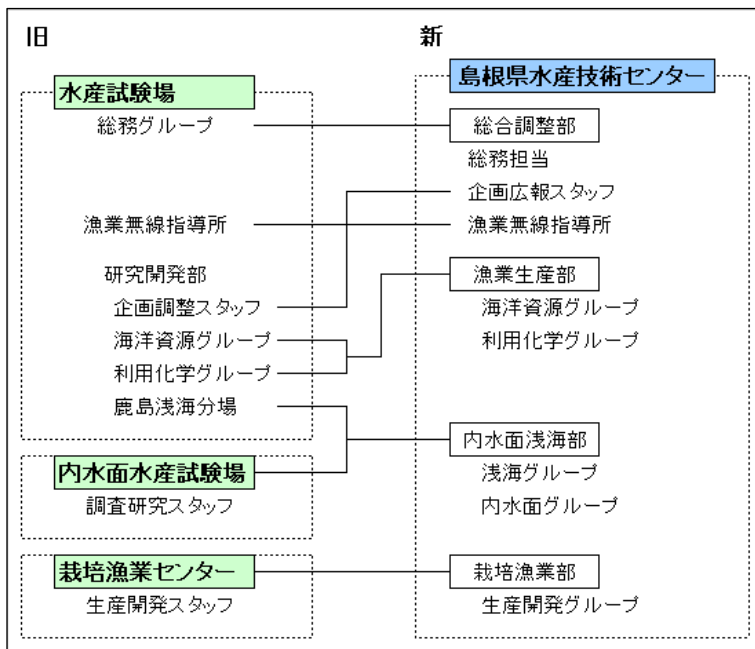 旧
水産試験場
総務グループ
漁業無線指導所
研究開発部
企画調整スタッフ
海洋資源グループ
利用化学グループ
鹿島浅海分場
内水面水産試験場
調査研究スタッフ
栽培漁業センター
生産開発スタッフ
新
島根県水産技術センター
総合調整部
総務担当
企画広報スタッフ
漁業無線指導所
漁業生産部
海洋資源グループ
利用化学グループ
内水面浅海部
浅海グループ
内水面グループ
栽培漁業部
生産開発グループ